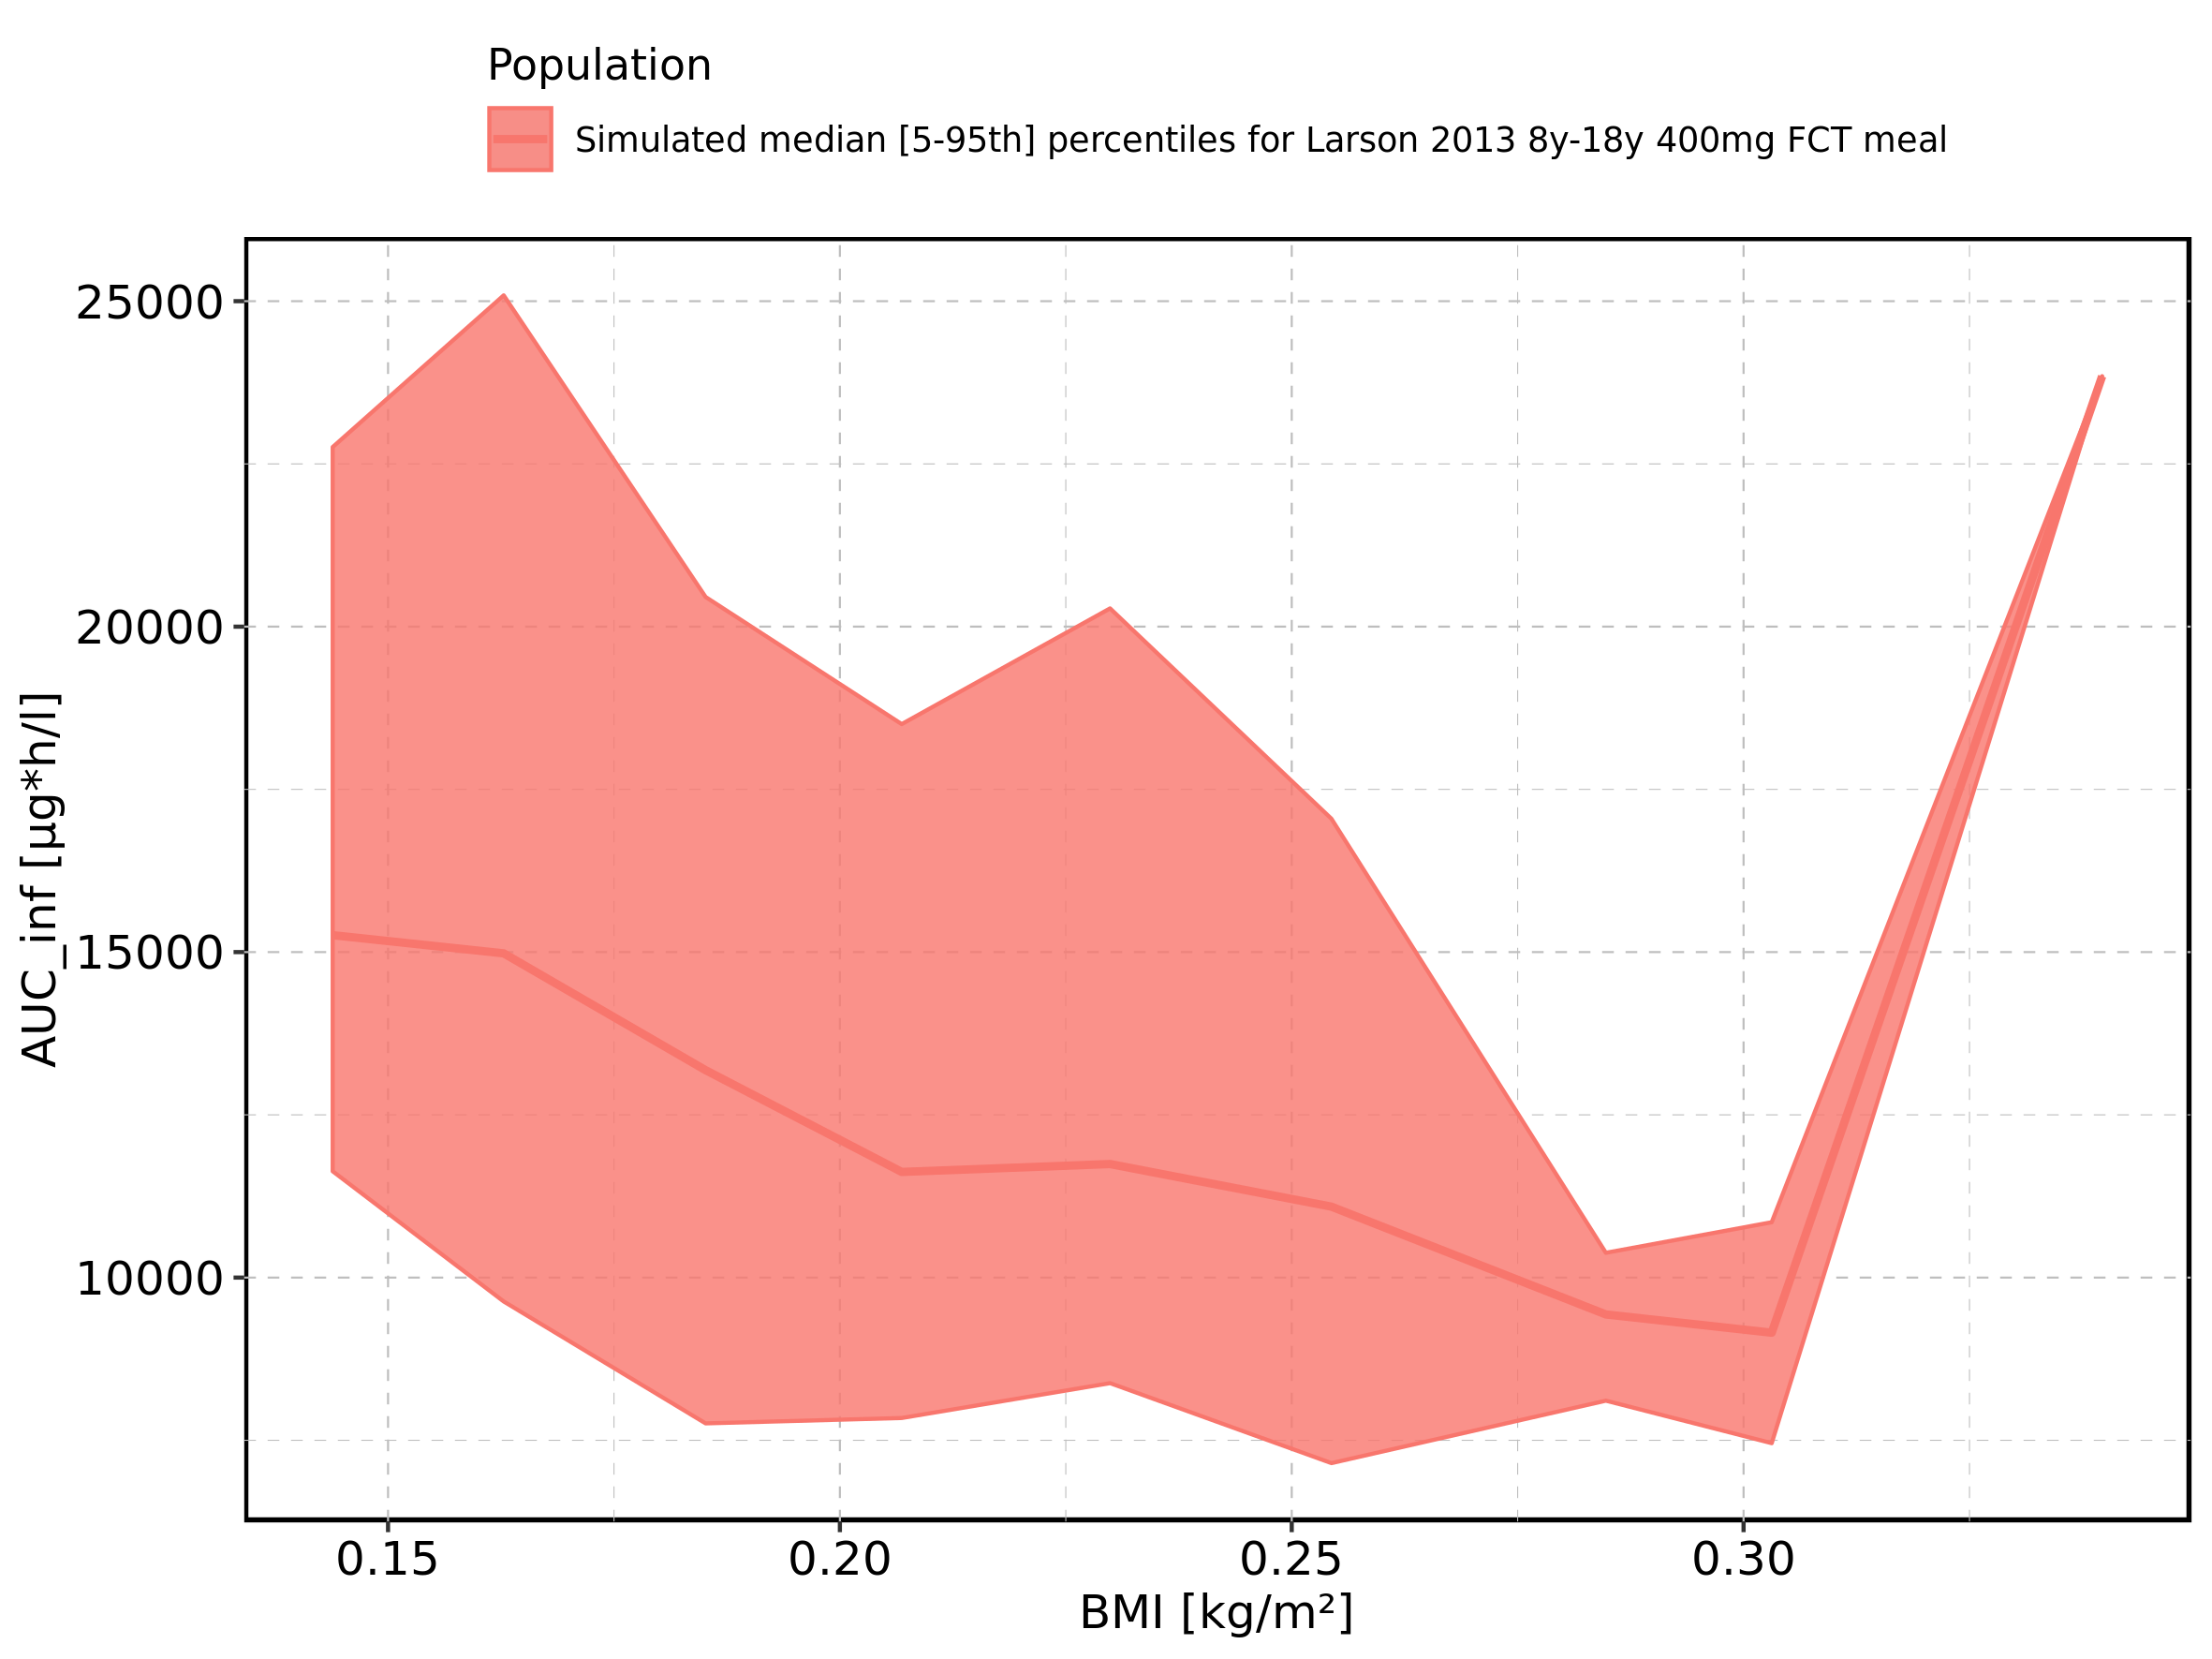 Population
Simulated median [5-95th] percentiles for Larson 2013 8y-18y 400mg FCT meal
AUC_inf [µg*h/l]
25000
20000
15000
10000
0.15
0.20
0.25
0.30
BMI [kg/m²]